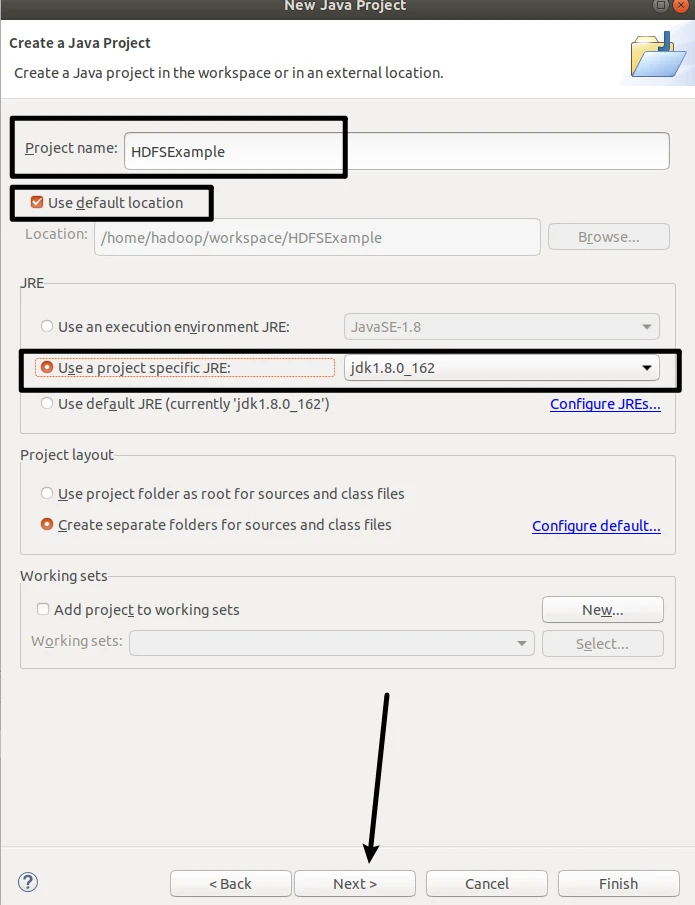 New Java Project
Create a Java Project
Create a Java project in the workspace or in an external location.
Project name: HDFSExample
Use default location
Location: /home/hadoop/workspace/HDFSExample Browse...
JRE
Use an execution environment JRE: JavaSE-1.8
Use a project specific JRE: jdk1.8.0_162
Use default JRE (currently 'jdk1.8.0_162') Configure JREs...
Project layout
Use project folder as root for sources and class files
Create separate folders for sources and class files Configure default...
Working sets
Add project to working sets New...
Working sets: Select...
? < Back Next > Cancel Finish